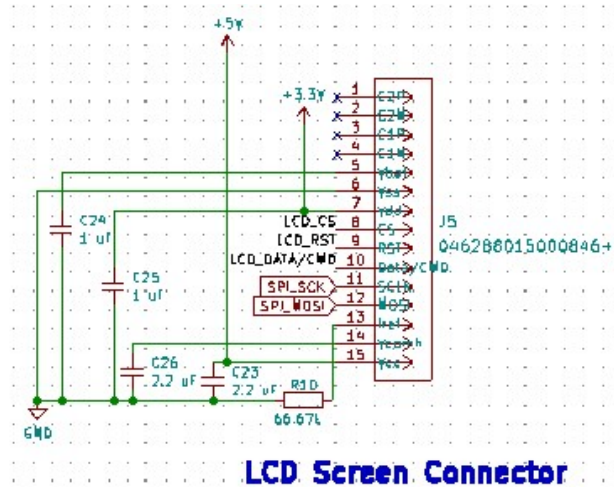 +5V
+3.3V
1
2
3
4
5
6
7
8
9
10
11
12
13
14
15
C2P
C2N
C1P
C1N
Vbat
Vss
Vdd
CS
RST
Data/CMD
SCLK
MOSI
Iref
Vcomh
Vcc
LCD_CS
LCD_RST
LCD_DATA/CMD
SPI_SCK
SPI_MOSI
J5
C24
1 uF
C25
1 uF
C26
2.2 uF
C23
2.2 uF
R10
66.67k
GND
LCD Screen Connector